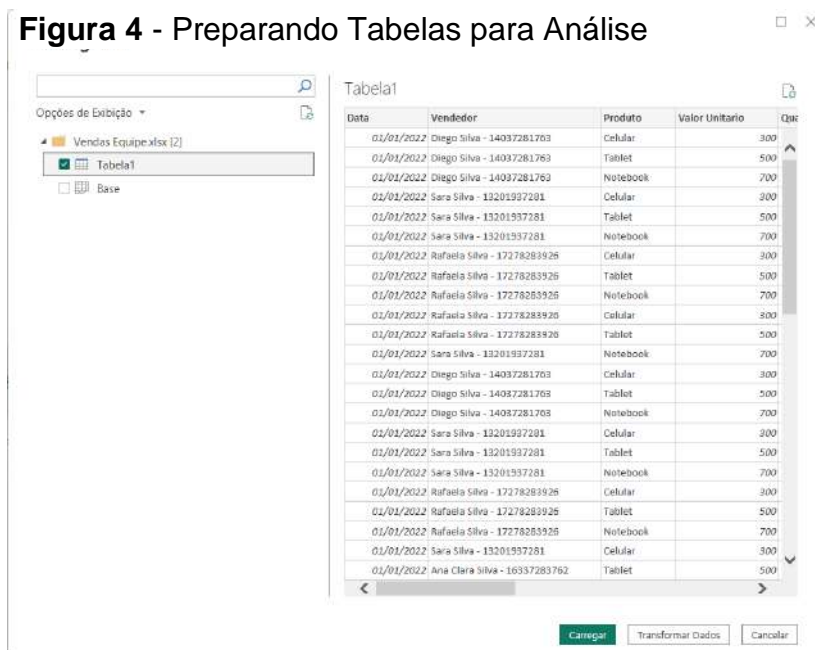 Figura 4 - Preparando Tabelas para Análise
Opções de Exibição
Vendas Equipe.xlsx [2]
Tabela1
Base
Tabela1
Data Vendedor Produto Valor Unitario Qua
01/01/2022 Diego Silva - 14037281763 Celular 300
01/01/2022 Diego Silva - 14037281763 Tablet 500
01/01/2022 Diego Silva - 14037281763 Notebook 700
01/01/2022 Sara Silva - 13201937281 Celular 300
01/01/2022 Sara Silva - 13201937281 Tablet 500
01/01/2022 Sara Silva - 13201937281 Notebook 700
01/01/2022 Rafaela Silva - 17278283926 Celular 300
01/01/2022 Rafaela Silva - 17278283926 Tablet 500
01/01/2022 Rafaela Silva - 17278283926 Notebook 700
01/01/2022 Rafaela Silva - 17278283926 Celular 300
01/01/2022 Rafaela Silva - 17278283926 Tablet 500
01/01/2022 Sara Silva - 13201937281 Notebook 700
01/01/2022 Diego Silva - 14037281763 Celular 300
01/01/2022 Diego Silva - 14037281763 Tablet 500
01/01/2022 Diego Silva - 14037281763 Notebook 700
01/01/2022 Sara Silva - 13201937281 Celular 300
01/01/2022 Sara Silva - 13201937281 Tablet 500
01/01/2022 Sara Silva - 13201937281 Notebook 700
01/01/2022 Rafaela Silva - 17278283926 Celular 300
01/01/2022 Rafaela Silva - 17278283926 Tablet 500
01/01/2022 Rafaela Silva - 17278283926 Notebook 700
01/01/2022 Sara Silva - 13201937281 Celular 300
01/01/2022 Ana Clara Silva - 16337283762 Tablet 500
Carregar Transformar Dados Cancelar